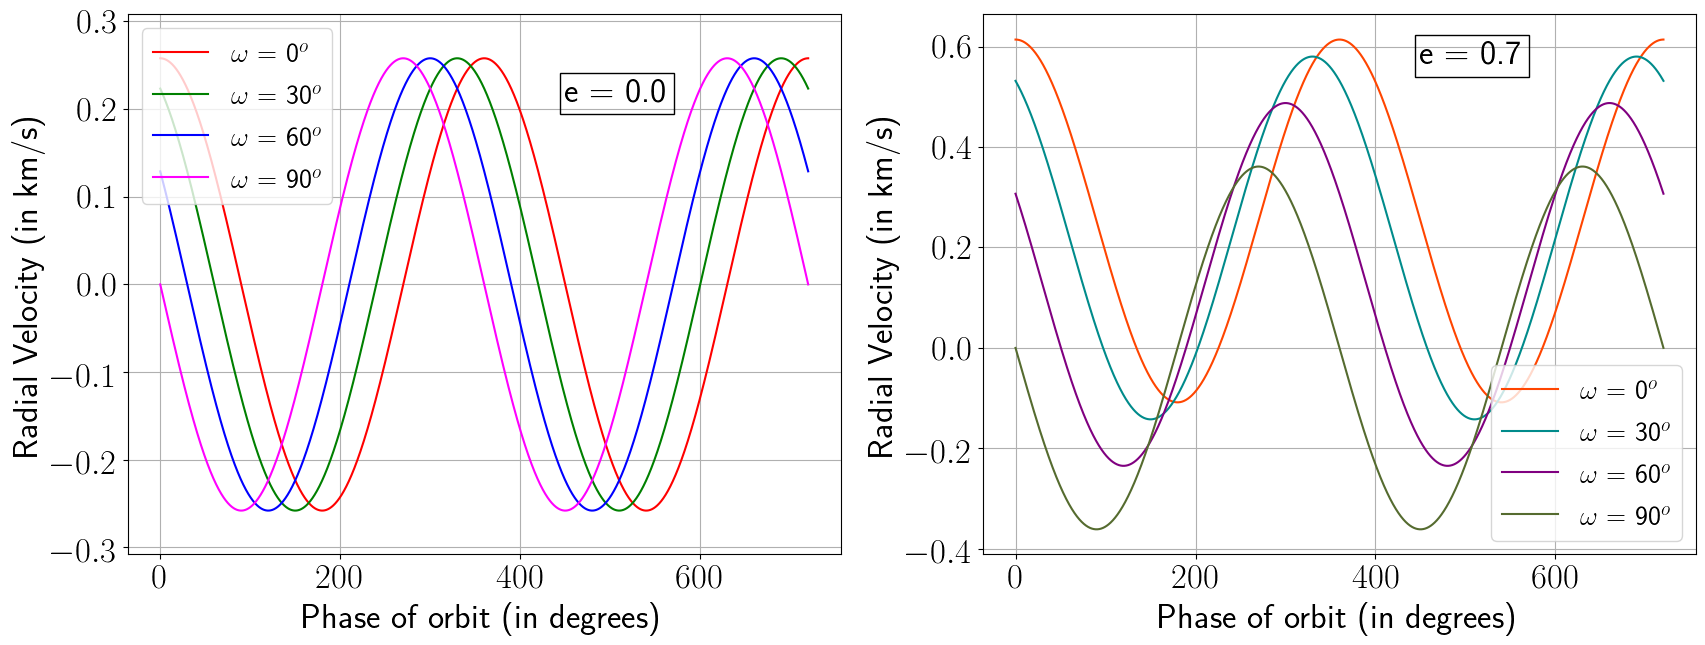 0.3
0.2
0.1
0.0
−0.1
−0.2
−0.3
Radial Velocity (in km/s)
ω = 0°
ω = 30°
ω = 60°
ω = 90°
e = 0.0
0 200 400 600
Phase of orbit (in degrees)
0.6
0.4
0.2
0.0
−0.2
−0.4
Radial Velocity (in km/s)
e = 0.7
ω = 0°
ω = 30°
ω = 60°
ω = 90°
0 200 400 600
Phase of orbit (in degrees)